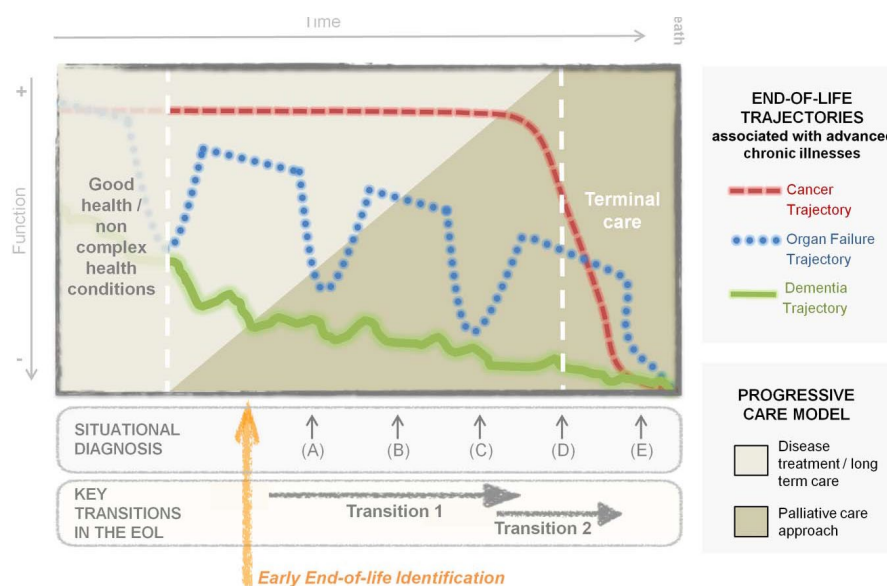 Time
eath
+
Function
-
Good
health /
non
complex
health
conditions
Terminal
care
END-OF-LIFE
TRAJECTORIES
associated with advanced
chronic illnesses
Cancer
Trajectory
Organ Failure
Trajectory
Dementia
Trajectory
SITUATIONAL
DIAGNOSIS
(A)
(B)
(C)
(D)
(E)
KEY
TRANSITIONS
IN THE EOL
Transition 1
Transition 2
PROGRESSIVE
CARE MODEL
Disease
treatment / long
term care
Palliative care
approach
Early End-of-life Identification